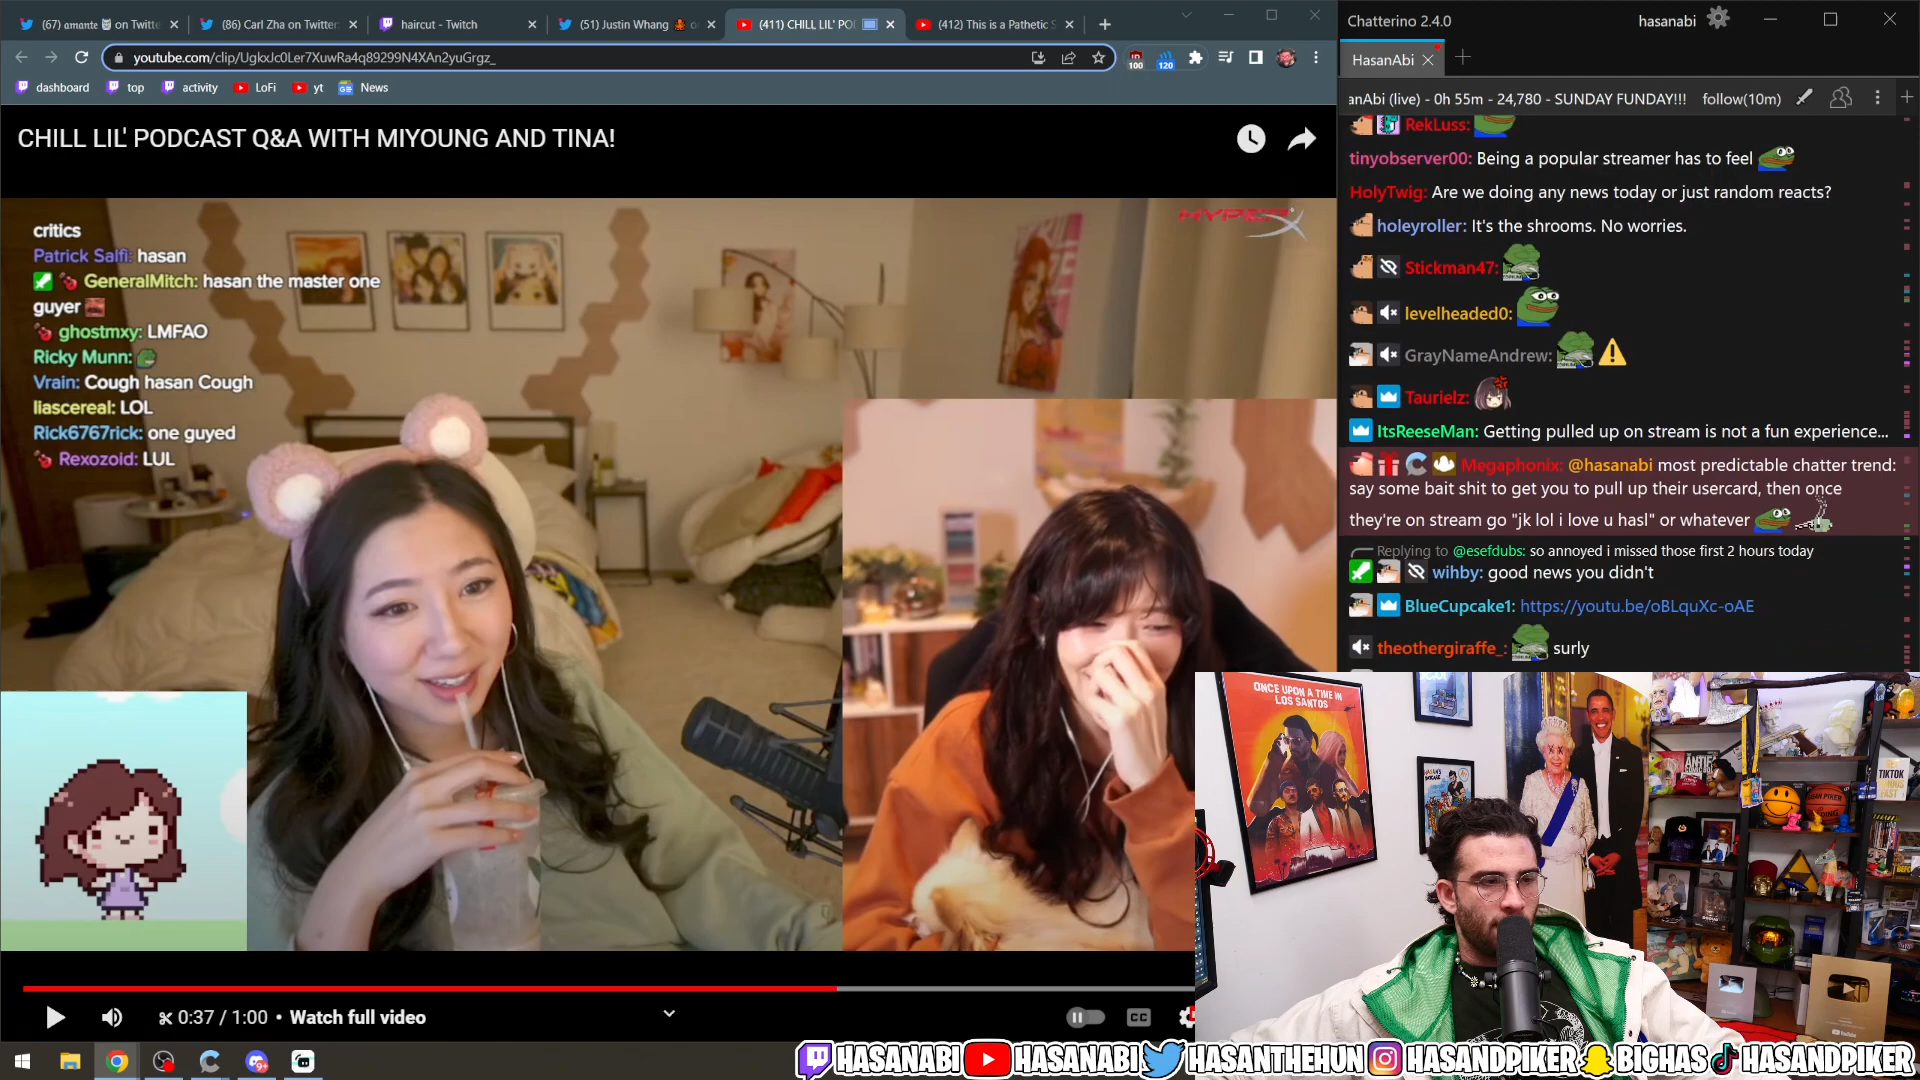 (67) amante on Twitte
(86) Carl Zha on Twitter:
haircut - Twitch
(51) Justin Whang
(411) CHILL LIL' PO
(412) This is a Pathetic S
youtube.com/clip/UgkxJc0Ler7XuwRa4q89299N4XAn2yuGrgz_
100
120
dashboard
top
activity
LoFi
yt
News
CHILL LIL' PODCAST Q&A WITH MIYOUNG AND TINA!
HYPERX
critics
Patrick Salfi: hasan
GeneralMitch: hasan the master one
guyer
ghostmxy: LMFAO
Ricky Munn:
Vrain: Cough hasan Cough
liascereal: LOL
Rick6767rick: one guyed
Rexozoid: LUL
0:37 / 1:00 • Watch full video
CC
Chatterino 2.4.0
hasanabi
HasanAbi
anAbi (live) - 0h 55m - 24,780 - SUNDAY FUNDAY!!! follow(10m)
RekLuss:
tinyobserver00: Being a popular streamer has to feel
HolyTwig: Are we doing any news today or just random reacts?
holeyroller: It's the shrooms. No worries.
Stickman47:
levelheaded0:
GrayNameAndrew:
Taurielz:
ItsReeseMan: Getting pulled up on stream is not a fun experience...
Megaphonix: @hasanabi most predictable chatter trend:
say some bait shit to get you to pull up their usercard, then once
they're on stream go "jk lol i love u hasl" or whatever
Replying to @esefdubs: so annoyed i missed those first 2 hours today
wihby: good news you didn't
BlueCupcake1: https://youtu.be/oBLquXc-oAE
theothergiraffe_: surly
ONCE UPON A TIME IN
LOS SANTOS
TIKTOK
HASANABI HASANABI HASANTHEHUN HASANDPIKER BIGHAS HASANDPIKER